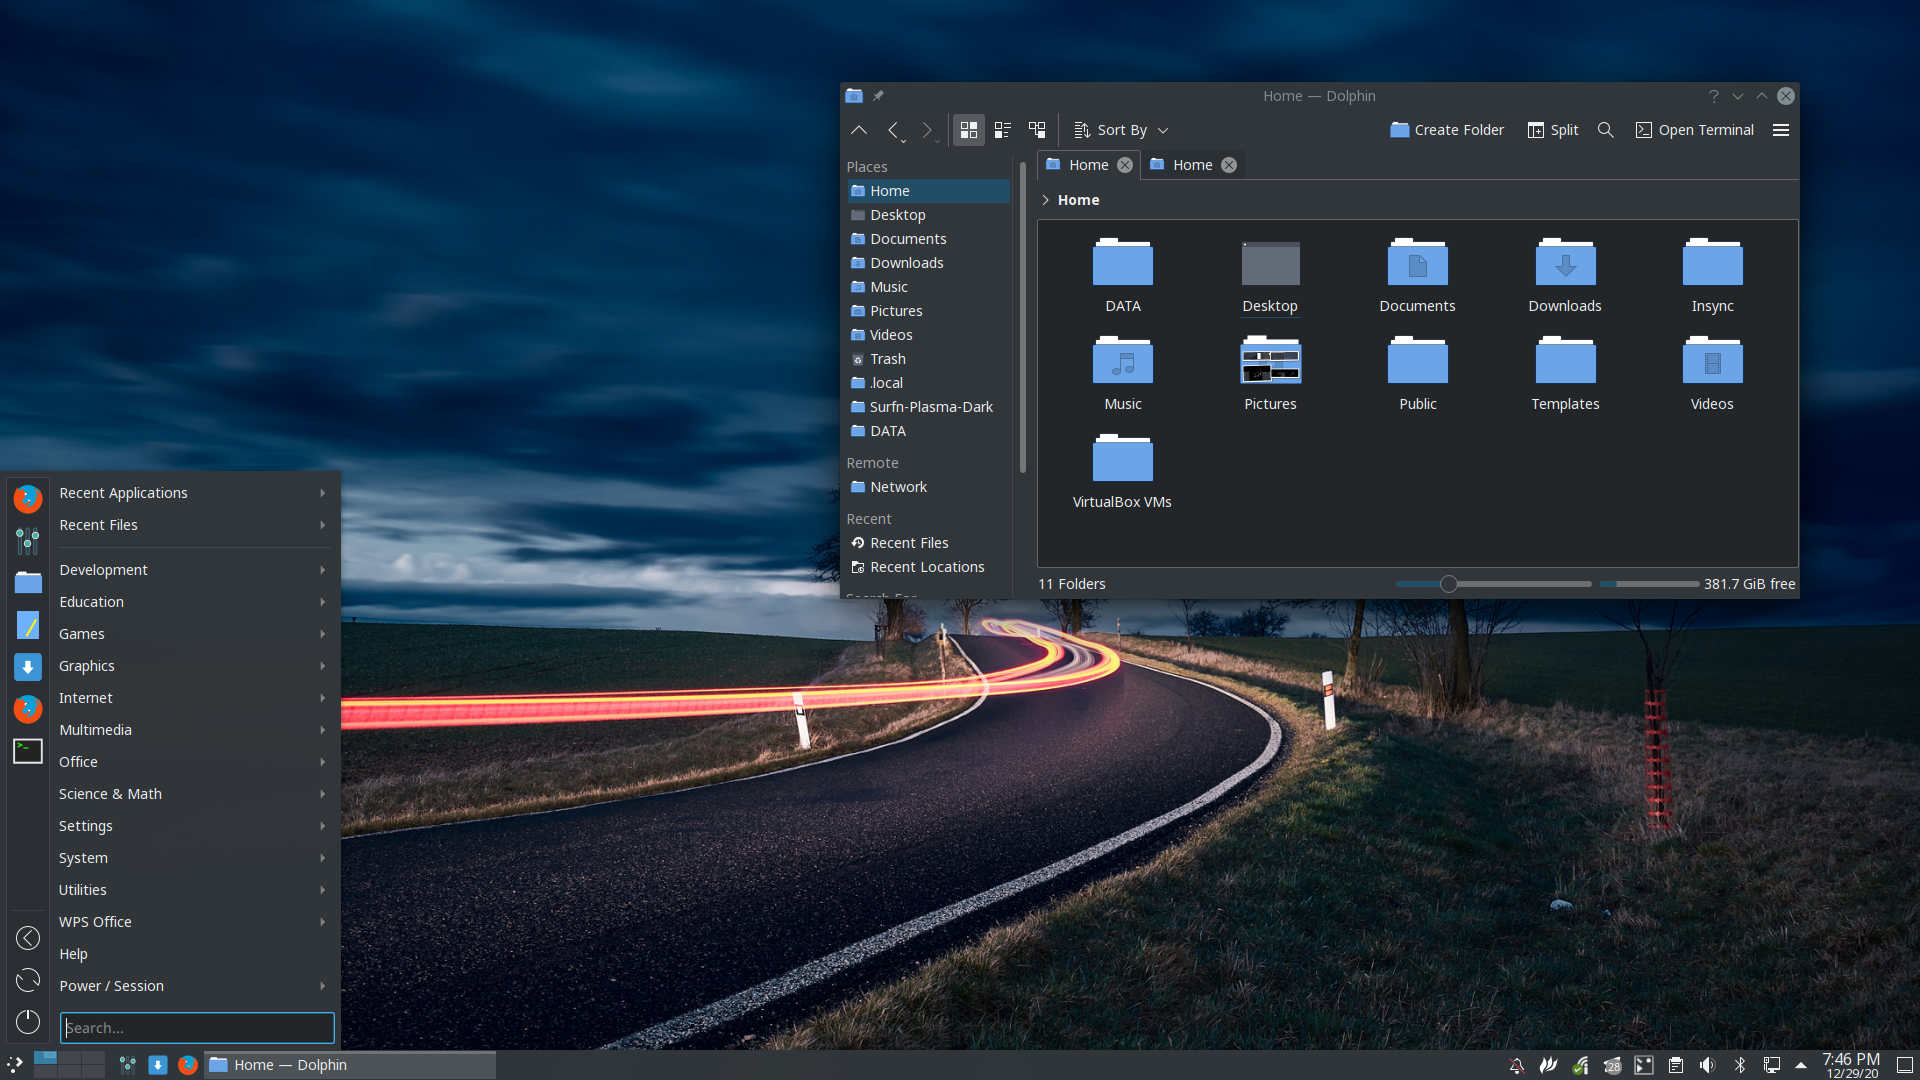 Home — Dolphin
Sort By
Create Folder
Split
Open Terminal
Places
Home
Desktop
Documents
Downloads
Music
Pictures
Videos
Trash
.local
Surfn-Plasma-Dark
DATA
Remote
Network
Recent
Recent Files
Recent Locations
Search For
Home
Home
Home
DATA
Desktop
Documents
Downloads
Insync
Music
Pictures
Public
Templates
Videos
VirtualBox VMs
11 Folders
381.7 GiB free
Recent Applications
Recent Files
Development
Education
Games
Graphics
Internet
Multimedia
Office
Science & Math
Settings
System
Utilities
WPS Office
Help
Power / Session
Search...
Home — Dolphin
28
7:46 PM
12/29/20